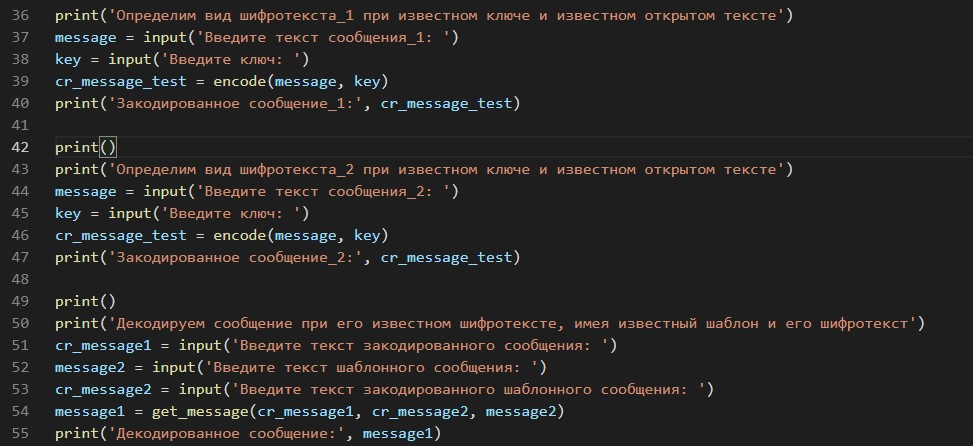 36 print('Определим вид шифротекста_1 при известном ключе и известном открытом тексте')
37 message = input('Введите текст сообщения_1: ')
38 key = input('Введите ключ: ')
39 cr_message_test = encode(message, key)
40 print('Закодированное сообщение_1:', cr_message_test)
41
42 print()
43 print('Определим вид шифротекста_2 при известном ключе и известном открытом тексте')
44 message = input('Введите текст сообщения_2: ')
45 key = input('Введите ключ: ')
46 cr_message_test = encode(message, key)
47 print('Закодированное сообщение_2:', cr_message_test)
48
49 print()
50 print('Декодируем сообщение при его известном шифротексте, имея известный шаблон и его шифротекст')
51 cr_message1 = input('Введите текст закодированного сообщения: ')
52 message2 = input('Введите текст шаблонного сообщения: ')
53 cr_message2 = input('Введите текст закодированного шаблонного сообщения: ')
54 message1 = get_message(cr_message1, cr_message2, message2)
55 print('Декодированное сообщение:', message1)